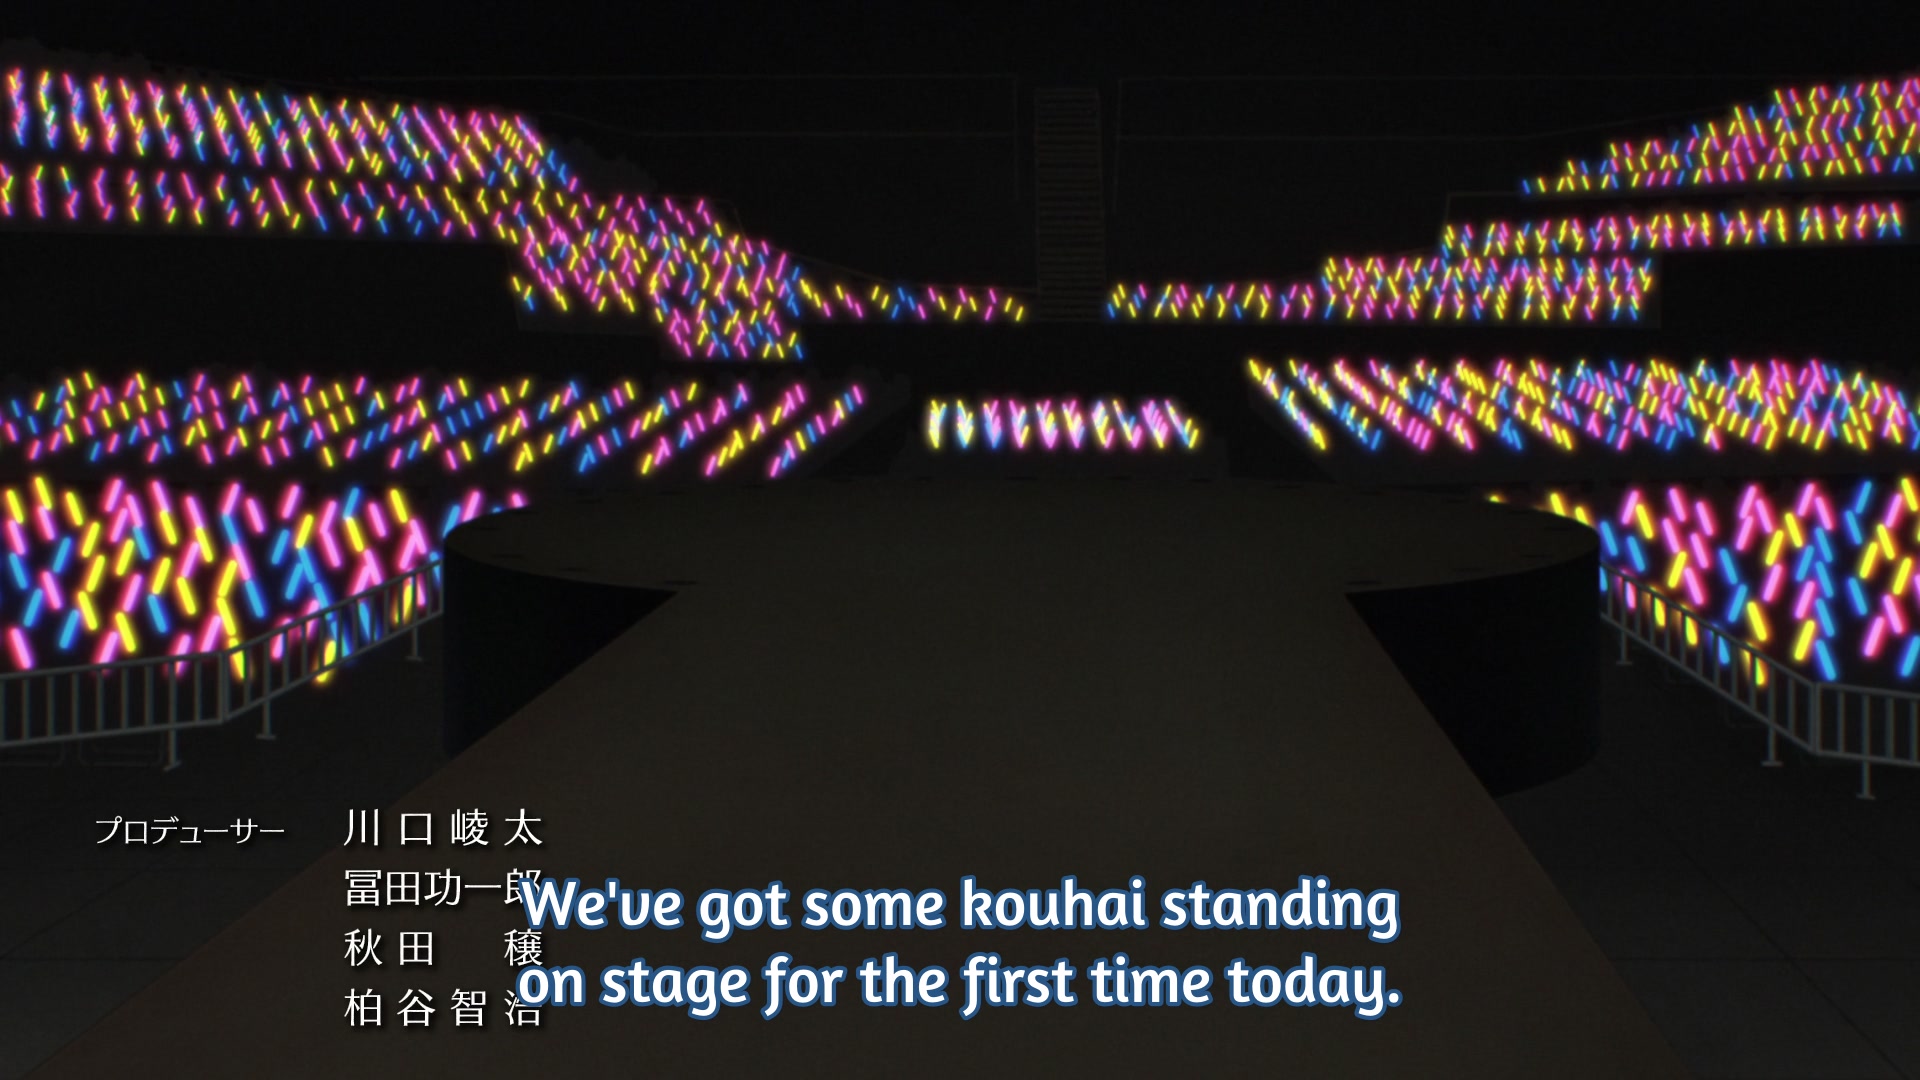 プロデューサー 川口崚太
冨田功一郎
秋田 穣
柏谷智浩
We've got some kouhai standing
on stage for the first time today.